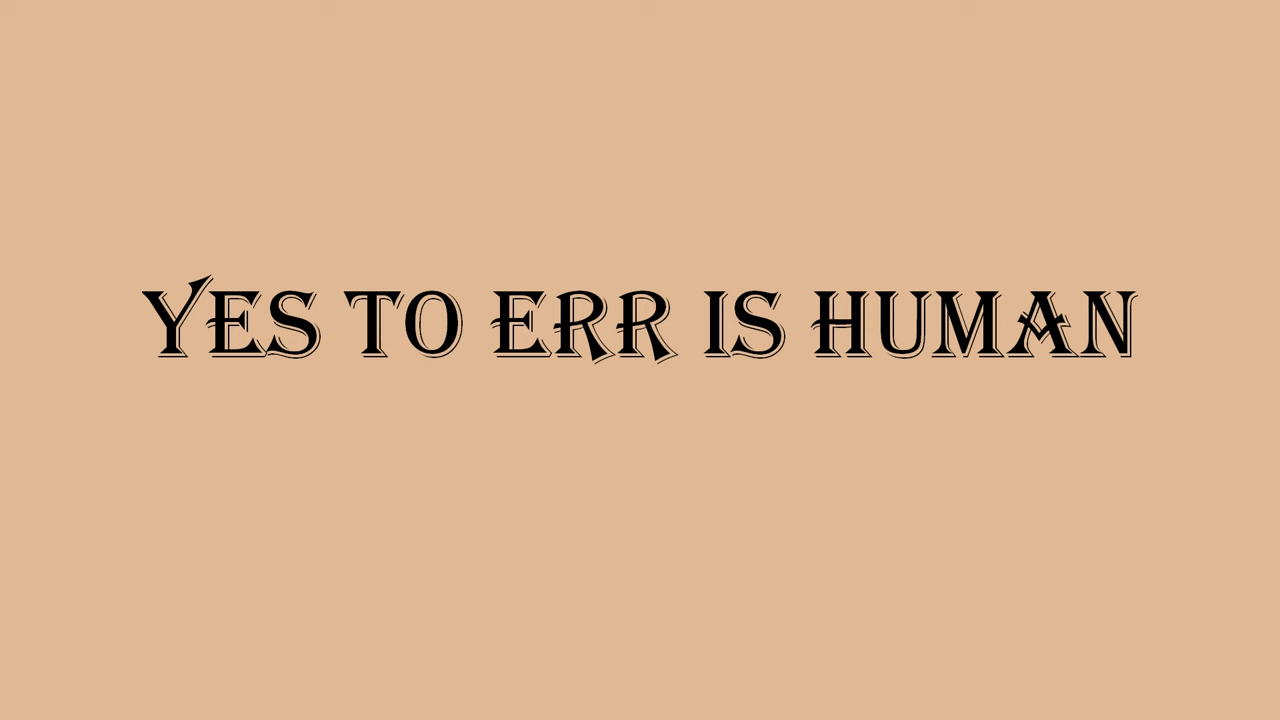 YES TO ERR IS HUMAN